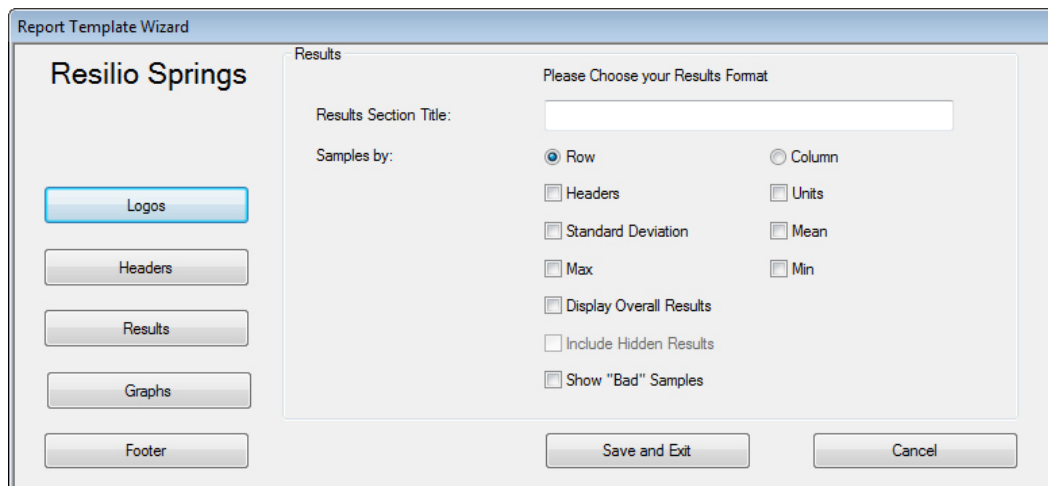 Report Template Wizard
Resilio Springs
Logos
Headers
Results
Graphs
Footer
Results
Please Choose your Results Format
Results Section Title:
Samples by:
Row
Column
Headers
Units
Standard Deviation
Mean
Max
Min
Display Overall Results
Include Hidden Results
Show "Bad" Samples
Save and Exit
Cancel